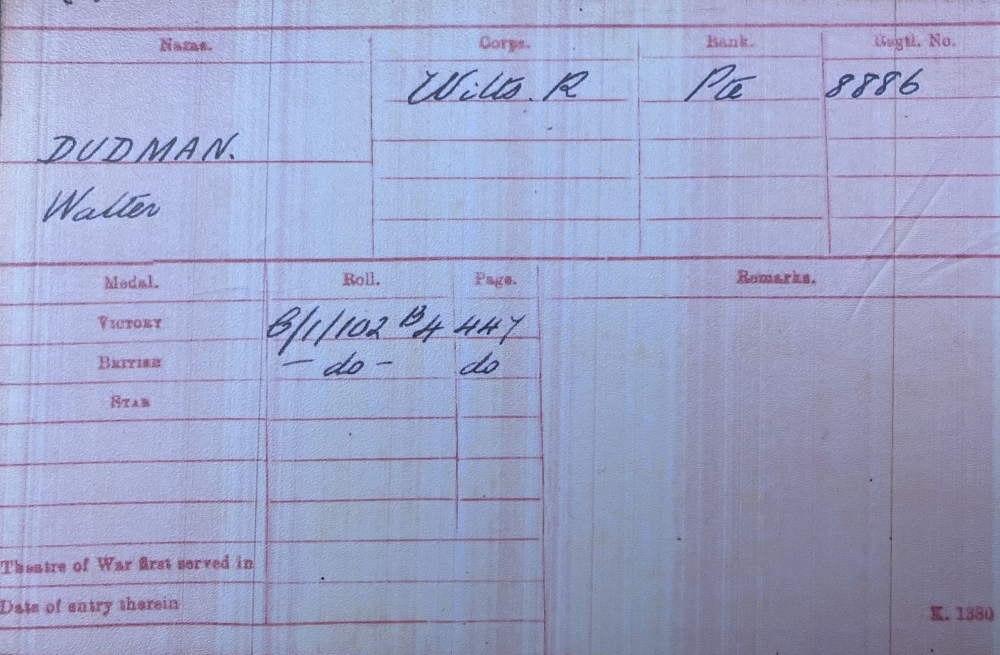 Name. Corps. Rank. Regtl. No.
Wilts. R Pte 8886
DUDMAN.
Walter
Medal. Roll. Page. Remarks.
VICTORY B/1/102 B4 447
BRITISH - do - do
STAR
Theatre of War first served in
Date of entry therein
K. 1380